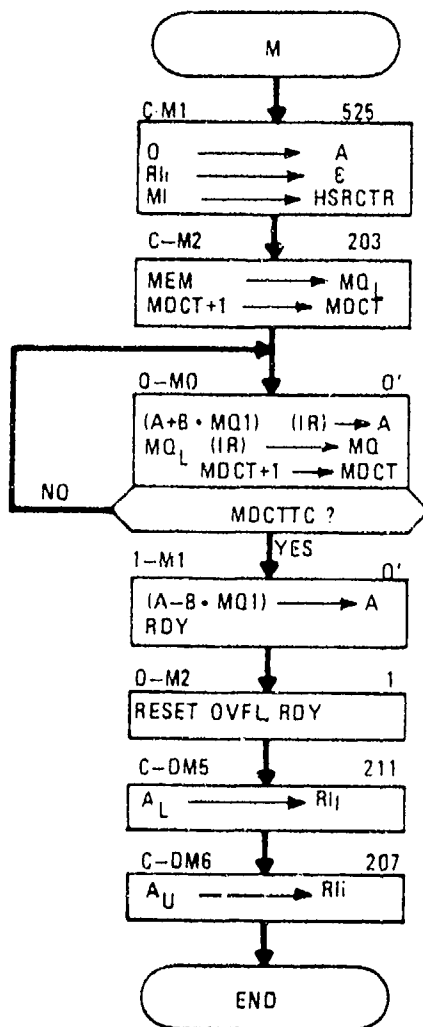 M
C-M1 525
0 → A
RIr → ε
MI → HSRCTR
C-M2 203
MEM → MQL
MDCT+1 → MDCT
0-M0 0'
(A+B • MQ1) (IR) → A
MQL (IR) → MQ
MDCT+1 → MDCT
NO
MDCTTC ?
YES
1-M1 0'
(A-B • MQ1) → A
RDY
0-M2 1
RESET OVFL, RDY
C-DM5 211
AL →
C-DM6 207
AU → RIi
END